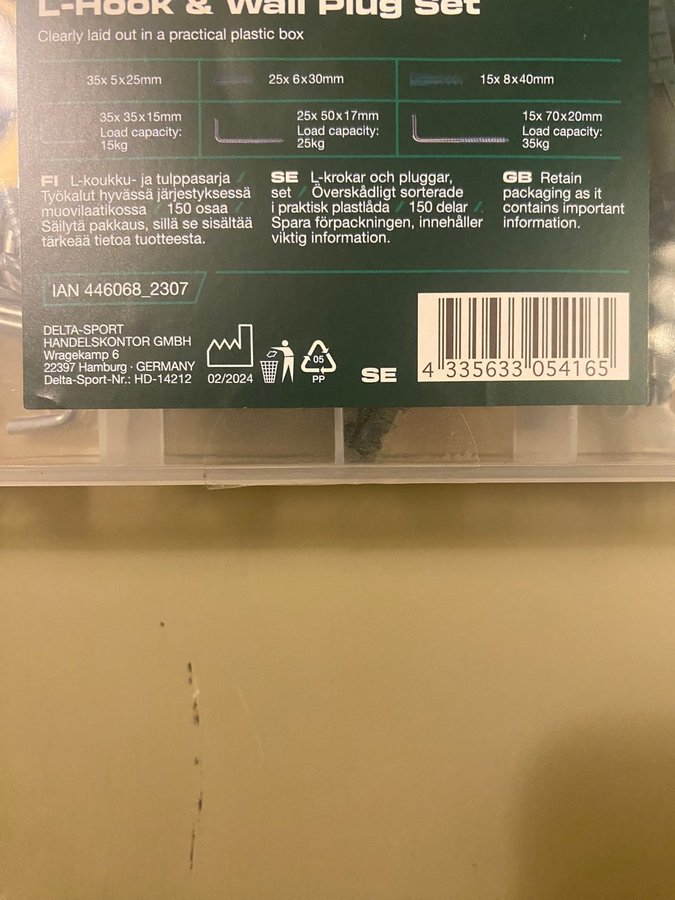 L-Hook & Wall Plug Set
Clearly laid out in a practical plastic box
35x 5x25mm
25x 6x30mm
15x 8x40mm
35x 35x15mm
Load capacity:
15kg
25x 50x17mm
Load capacity:
25kg
15x 70x20mm
Load capacity:
35kg
FI L-koukku- ja tulppasarja /
Työkalut hyvässä järjestyksessä
muovilaatikossa / 150 osaa /
Säilytä pakkaus, sillä se sisältää
tärkeää tietoa tuotteesta.
SE L-krokar och pluggar,
set / Överskådligt sorterade
i praktisk plastlåda / 150 delar /
Spara förpackningen, innehåller
viktig information.
GB Retain
packaging as it
contains important
information.
IAN 446068_2307
DELTA-SPORT
HANDELSKONTOR GMBH
Wragekamp 6
22397 Hamburg · GERMANY
Delta-Sport-Nr.: HD-14212
02/2024
05
PP
SE
4 335633 054165